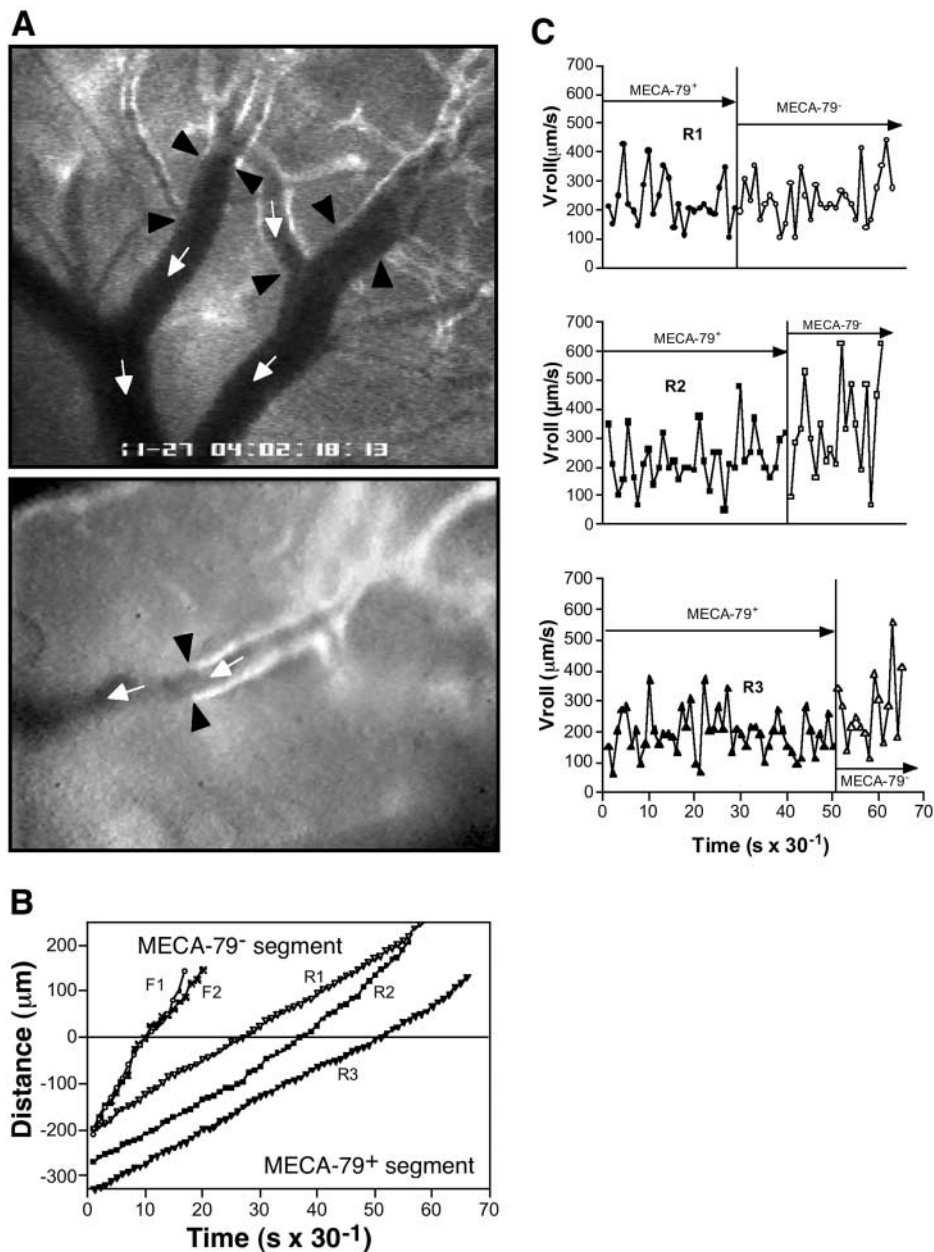 A
11-27 04:02:18:13
B
200
100
0
-100
-200
-300
Distance (µm)
MECA-79- segment
F1
F2
R1
R2
R3
MECA-79+ segment
0 10 20 30 40 50 60 70
Time (s x 30-1)
C
700
600
500
400
300
200
100
0
Vroll(µm/s)
MECA-79+
R1
MECA-79-
700
600
500
400
300
200
100
0
Vroll (µm/s)
MECA-79+
R2
MECA-79-
700
600
500
400
300
200
100
0
Vroll (µm/s)
MECA-79+
R3
MECA-79-
0 10 20 30 40 50 60 70
Time (s x 30-1)